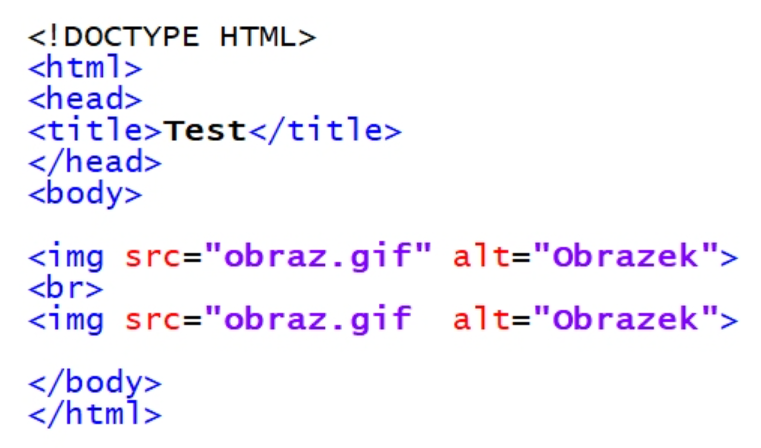 <!DOCTYPE HTML>
<html>
<head>
<title>Test</title>
</head>
<body>
<img src="obraz.gif" alt="Obrazek">
<br>
<img src="obraz.gif  alt="Obrazek">
</body>
</html>